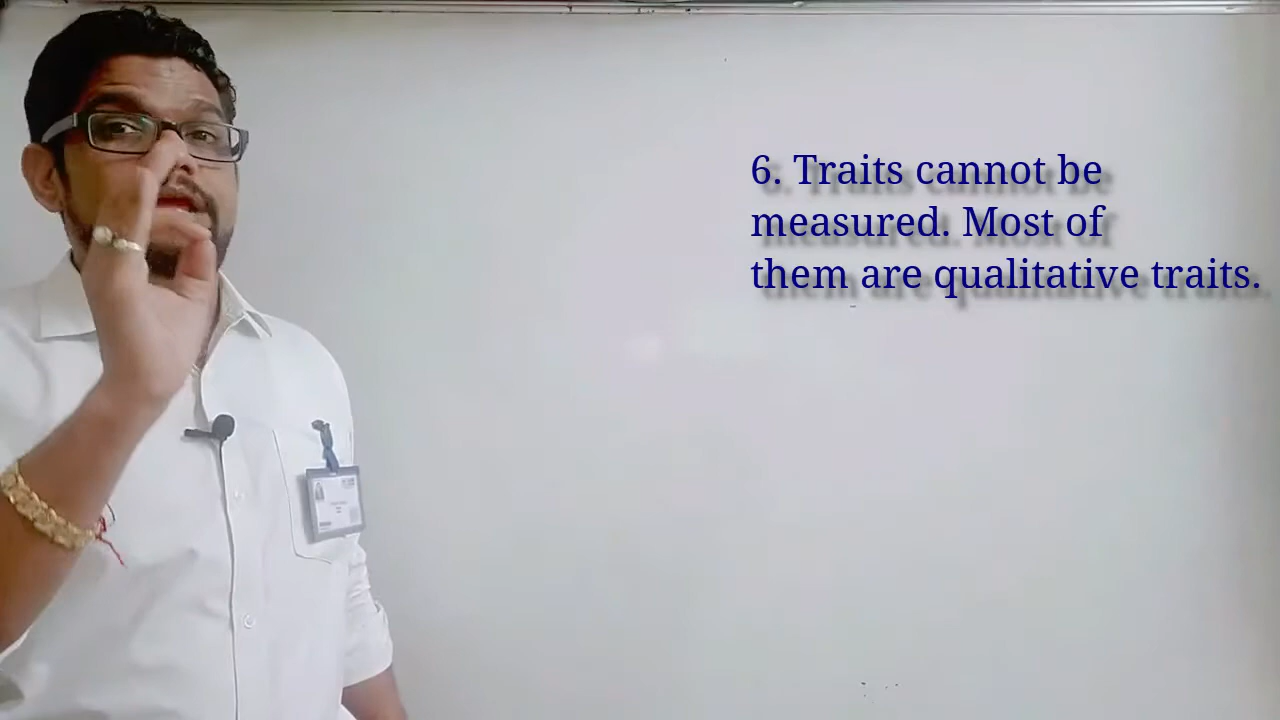 6. Traits cannot be
measured. Most of
them are qualitative traits.